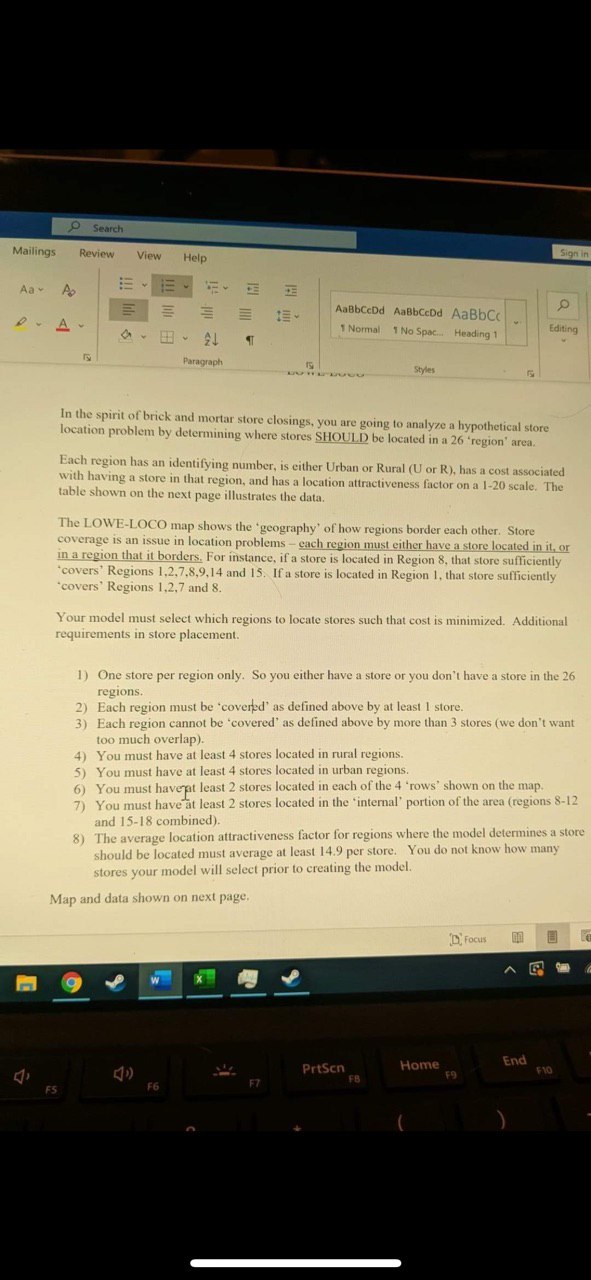 Search
Sign in
Mailings Review View Help
Aa
A
AaBbCcDd AaBbCcDd AaBbCc
1 Normal 1 No Spac... Heading 1
Editing
Paragraph
Styles
In the spirit of brick and mortar store closings, you are going to analyze a hypothetical store
location problem by determining where stores SHOULD be located in a 26 ‘region’ area.
Each region has an identifying number, is either Urban or Rural (U or R), has a cost associated
with having a store in that region, and has a location attractiveness factor on a 1-20 scale. The
table shown on the next page illustrates the data.
The LOWE-LOCO map shows the ‘geography’ of how regions border each other. Store
coverage is an issue in location problems – each region must either have a store located in it, or
in a region that it borders. For instance, if a store is located in Region 8, that store sufficiently
‘covers’ Regions 1,2,7,8,9,14 and 15. If a store is located in Region 1, that store sufficiently
‘covers’ Regions 1,2,7 and 8.
Your model must select which regions to locate stores such that cost is minimized. Additional
requirements in store placement.
1) One store per region only. So you either have a store or you don’t have a store in the 26
regions.
2) Each region must be ‘covered’ as defined above by at least 1 store.
3) Each region cannot be ‘covered’ as defined above by more than 3 stores (we don’t want
too much overlap).
4) You must have at least 4 stores located in rural regions.
5) You must have at least 4 stores located in urban regions.
6) You must have at least 2 stores located in each of the 4 ‘rows’ shown on the map.
7) You must have at least 2 stores located in the ‘internal’ portion of the area (regions 8-12
and 15-18 combined).
8) The average location attractiveness factor for regions where the model determines a store
should be located must average at least 14.9 per store. You do not know how many
stores your model will select prior to creating the model.
Map and data shown on next page.
Focus
F5
F6
F7
PrtScn F8
Home F9
End F10
( )